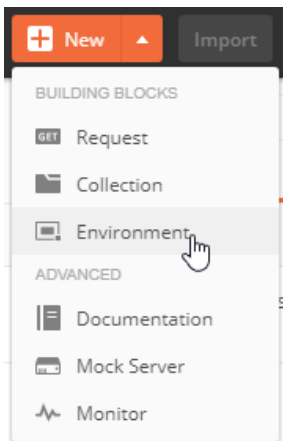 New
Import
BUILDING BLOCKS
GET Request
Collection
Environment
ADVANCED
Documentation
Mock Server
Monitor